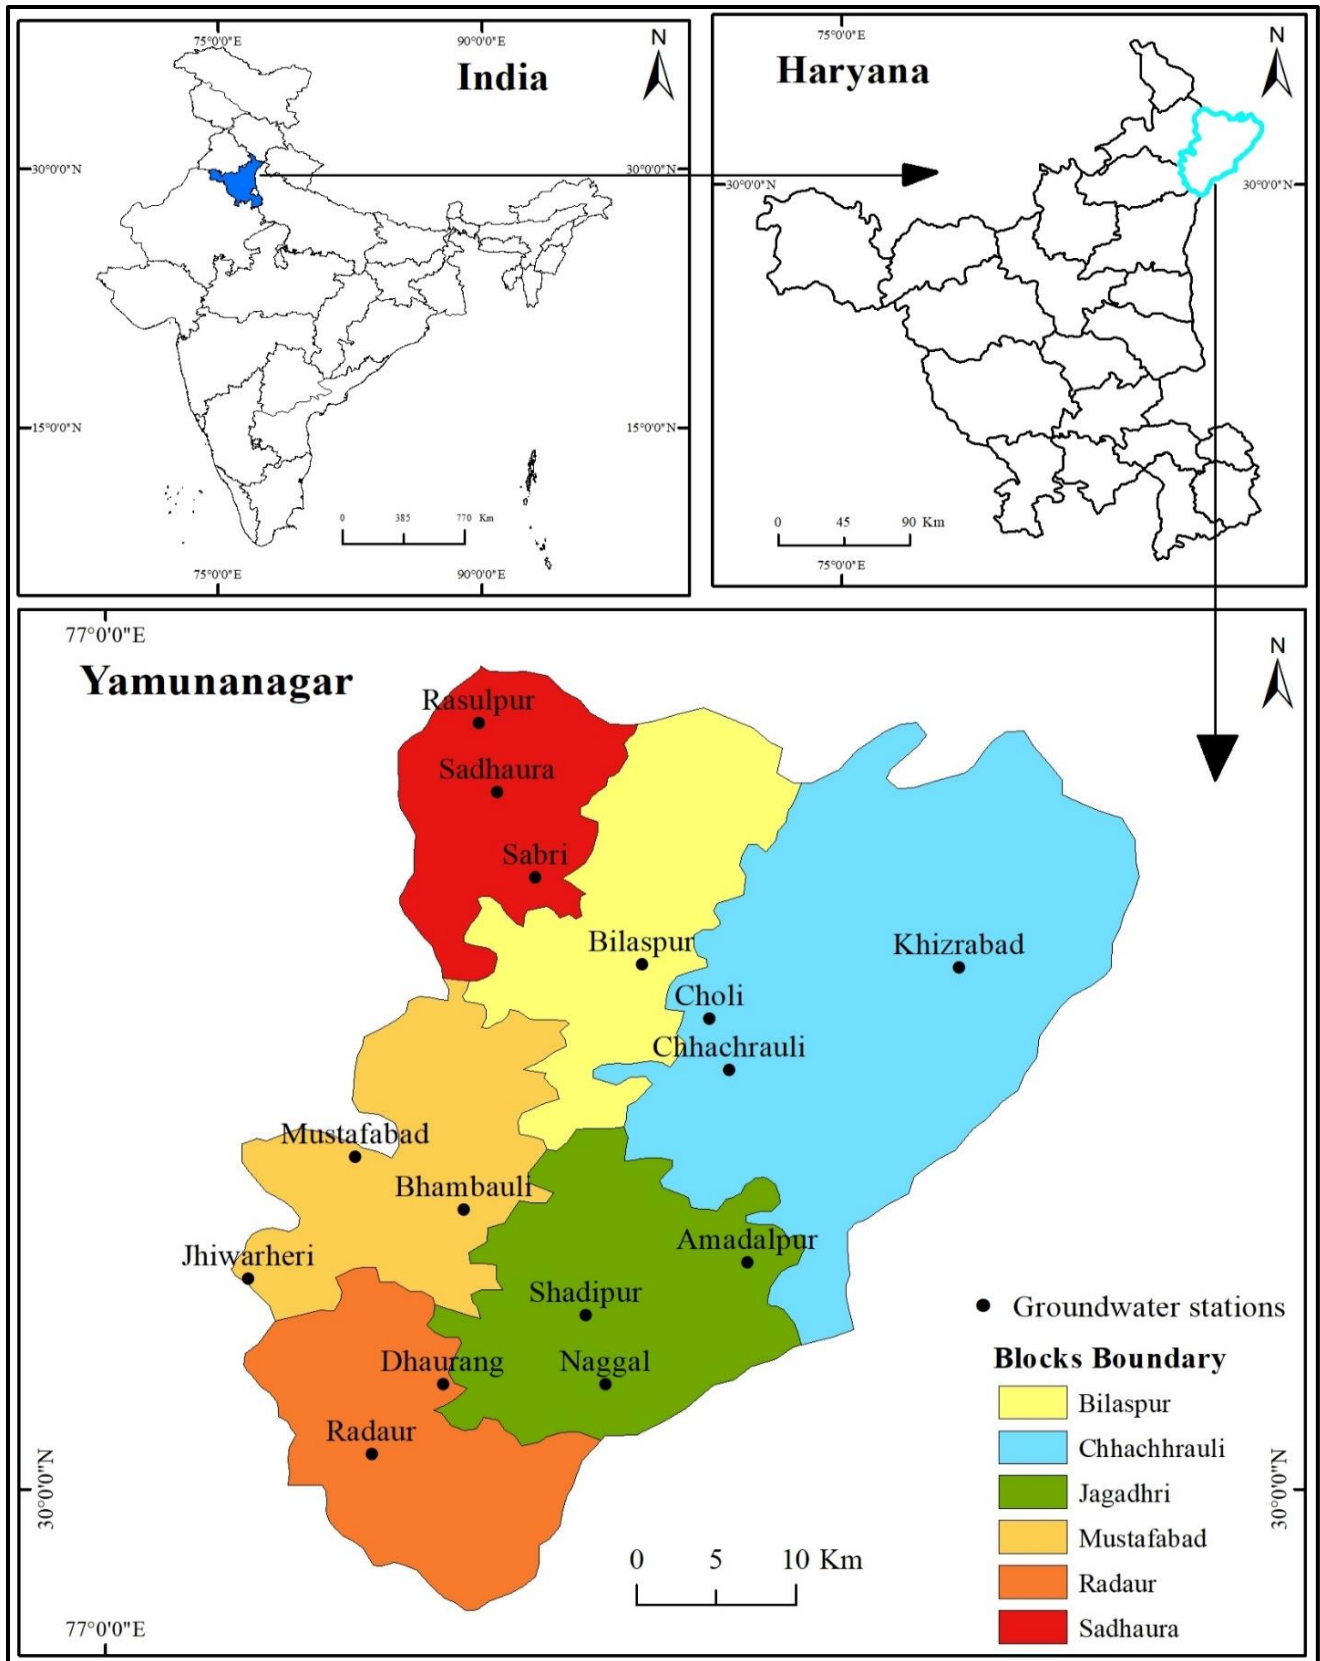 75°0'0"E
90°0'0"E
N
India
30°0'0"N
30°0'0"N
15°0'0"N
15°0'0"N
0 385 770 Km
75°0'0"E
90°0'0"E
75°0'0"E
N
Haryana
30°0'0"N
30°0'0"N
0 45 90 Km
75°0'0"E
77°0'0"E
N
Yamunanagar
Rasulpur
Sadhaura
Sabri
Bilaspur
Khizrabad
Choli
Chhachrauli
Mustafabad
Bhambauli
Amadalpur
Jhiwarheri
Shadipur
Dhaurang
Naggal
Radaur
Groundwater stations
Blocks Boundary
Bilaspur
Chhachhrauli
Jagadhri
Mustafabad
Radaur
Sadhaura
30°0'0"N
30°0'0"N
0 5 10 Km
77°0'0"E